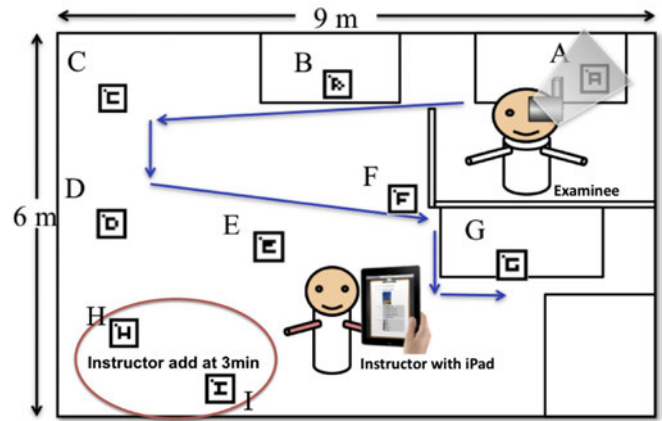 9 m
C
B
A
A
B
C
D
F
6 m
F
Examinee
D
E
G
E
G
H
H
Instructor add at 3min
Instructor with iPad
I
I